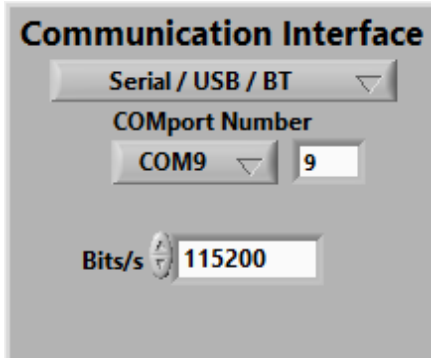 Communication Interface
Serial / USB / BT
COMport Number
COM9 9
Bits/s 115200